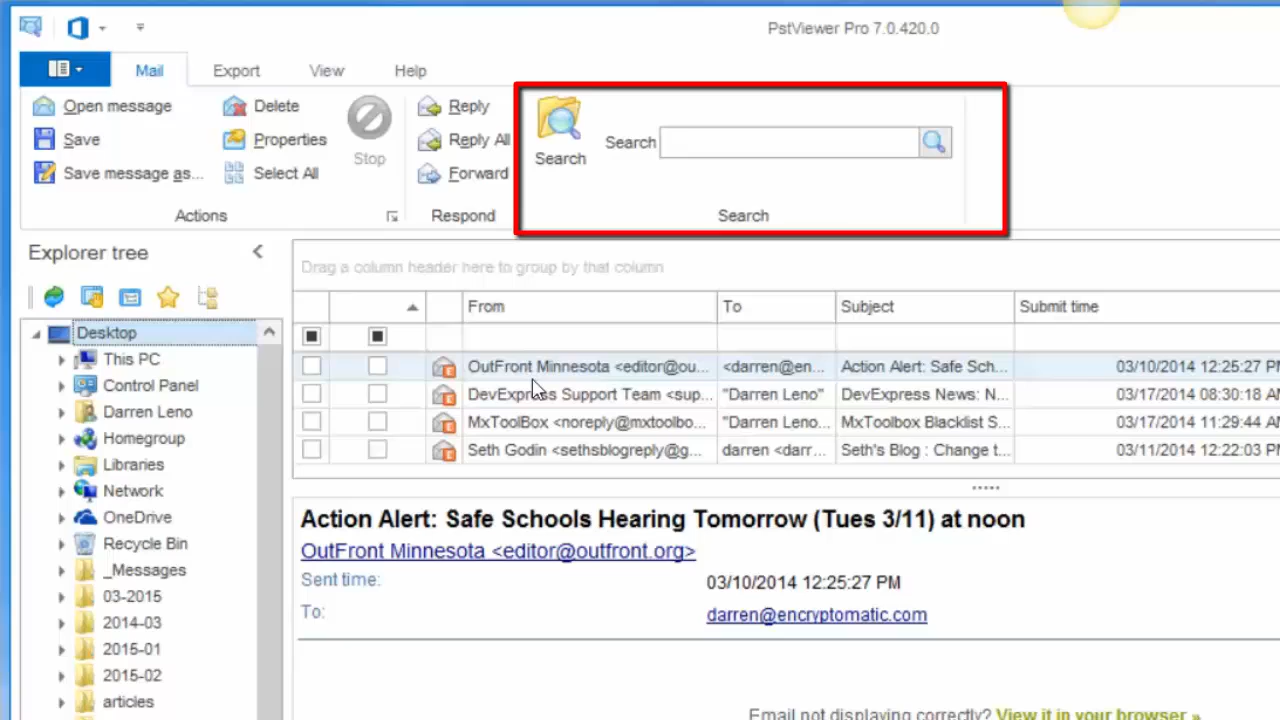 PstViewer Pro 7.0.420.0
Mail Export View Help
Open message Delete Reply
Save Properties Stop Reply All Search Search
Save message as... Select All Forward
Actions Respond Search
Explorer tree
Drag a column header here to group by that column
From To Subject Submit time
Desktop
This PC
Control Panel
Darren Leno
Homegroup
Libraries
Network
OneDrive
Recycle Bin
_Messages
03-2015
2014-03
2015-01
2015-02
articles
OutFront Minnesota <editor@ou... <darren@en... Action Alert: Safe Sch... 03/10/2014 12:25:27 PM
DevExpress Support Team <sup... "Darren Leno" DevExpress News: N... 03/17/2014 08:30:18 AM
MxToolBox <noreply@mxtoolbo... "Darren Leno... MxToolbox Blacklist S... 03/17/2014 11:29:44 AM
Seth Godin <sethsblogreply@g... darren <darr... Seth's Blog : Change t... 03/11/2014 12:22:03 PM
Action Alert: Safe Schools Hearing Tomorrow (Tues 3/11) at noon
OutFront Minnesota <editor@outfront.org>
Sent time: 03/10/2014 12:25:27 PM
To: darren@encryptomatic.com
Email not displaying correctly? View it in your browser »